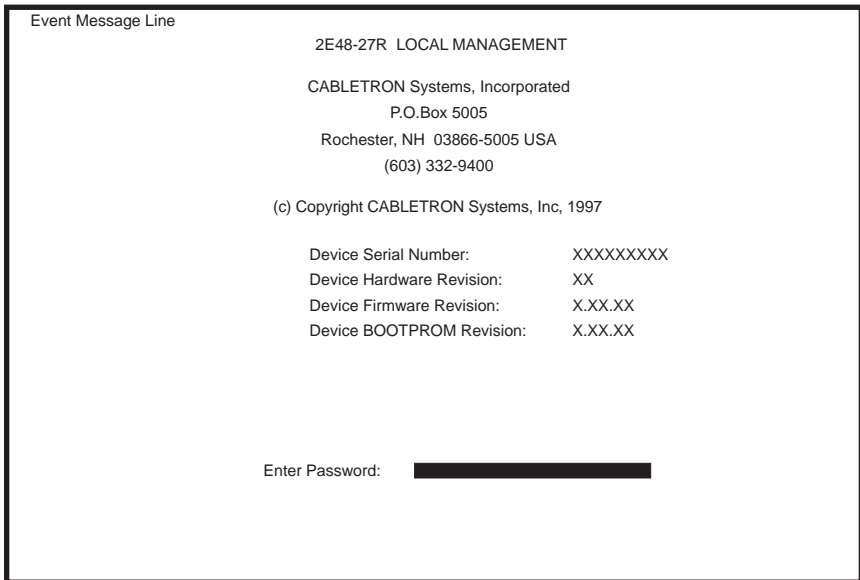 Event Message Line
2E48-27R LOCAL MANAGEMENT
CABLETRON Systems, Incorporated
P.O.Box 5005
Rochester, NH 03866-5005 USA
(603) 332-9400
(c) Copyright CABLETRON Systems, Inc, 1997
Device Serial Number: XXXXXXXXX
Device Hardware Revision: XX
Device Firmware Revision: X.XX.XX
Device BOOTPROM Revision: X.XX.XX
Enter Password: